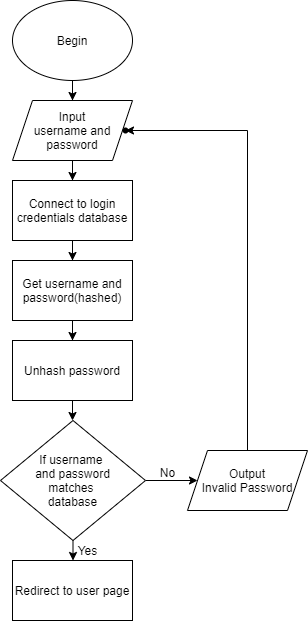 Begin
Input
username and
password
Connect to login
credentials database
Get username and
password(hashed)
Unhash password
If username
and password
matches
database
No
Output
Invalid Password
Yes
Redirect to user page